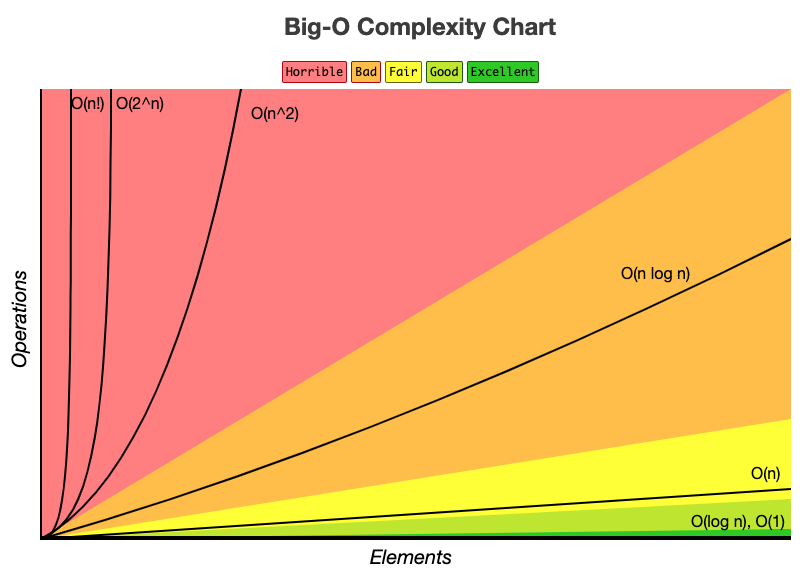 Big-O Complexity Chart
Horrible Bad Fair Good Excellent
O(n!) O(2^n)
O(n^2)
O(n log n)
O(n)
O(log n), O(1)
Operations
Elements